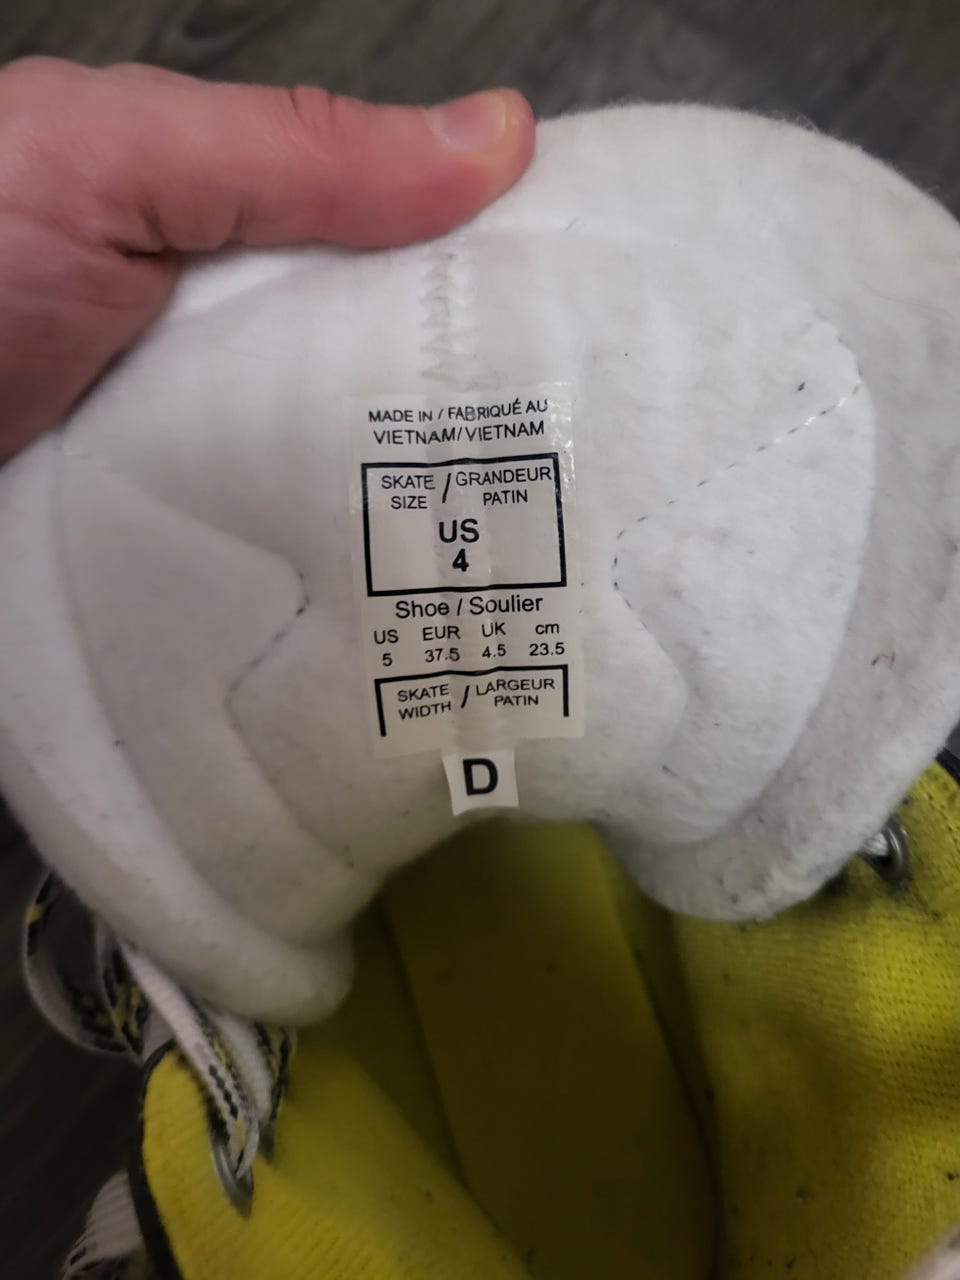 MADE IN / FABRIQUÉ AU
VIETNAM/VIETNAM
SKATE / GRANDEUR
SIZE PATIN
US
4
Shoe / Soulier
US EUR UK cm
5 37.5 4.5 23.5
SKATE / LARGEUR
WIDTH PATIN
D